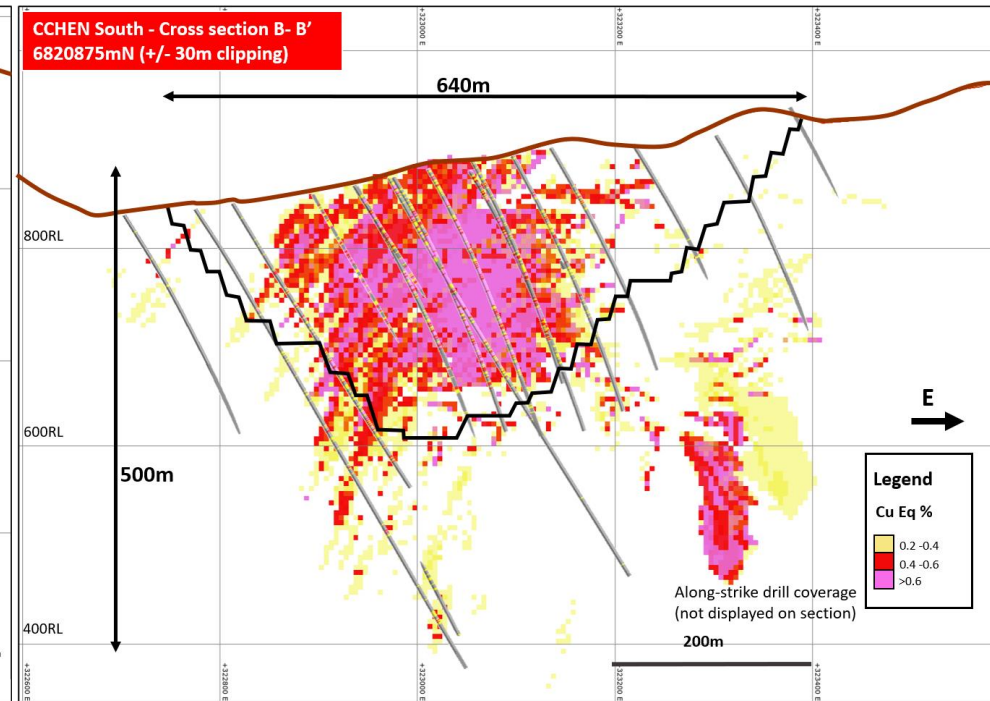 CCHEN South - Cross section B- B'
6820875mN (+/- 30m clipping)
+323000 E
+323200 E
+323400 E
640m
800RL
E
600RL
500m
Legend
Cu Eq %
0.2 -0.4
0.4 -0.6
>0.6
Along-strike drill coverage
(not displayed on section)
400RL
200m
+322600 E
+322800 E
+323000 E
+323200 E
+323400 E